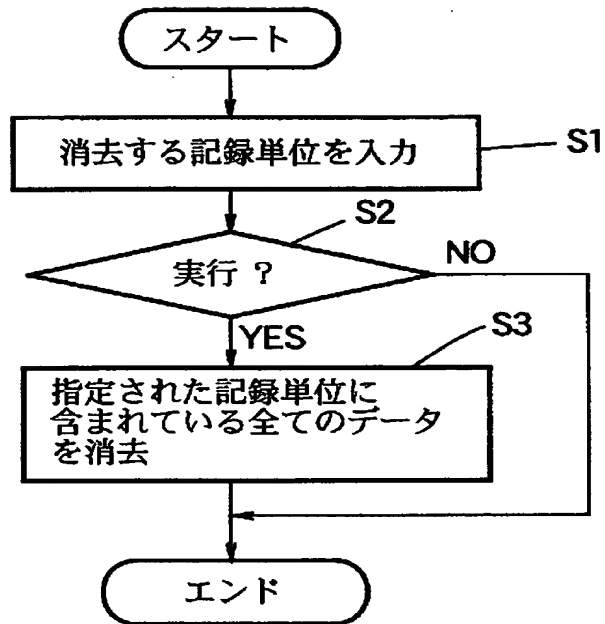 スタート
消去する記録単位を入力
S1
S2
実行 ?
NO
YES
S3
指定された記録単位に
含まれている全てのデータ
を消去
エンド